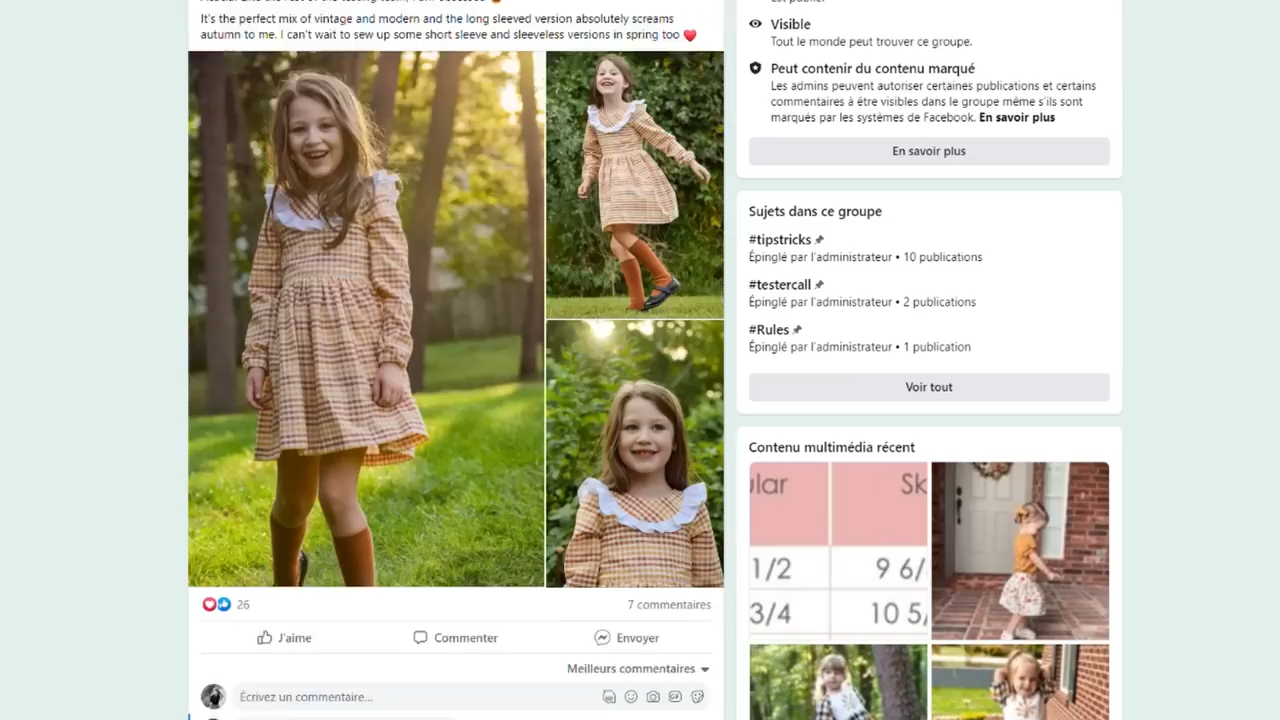 It's the perfect mix of vintage and modern and the long sleeved version absolutely screams
autumn to me. I can't wait to sew up some short sleeve and sleeveless versions in spring too
26
7 commentaires
J'aime
Commenter
Envoyer
Meilleurs commentaires
Écrivez un commentaire...
GIF
Visible
Tout le monde peut trouver ce groupe.
Peut contenir du contenu marqué
Les admins peuvent autoriser certaines publications et certains
commentaires à être visibles dans le groupe même s'ils sont
marqués par les systèmes de Facebook. En savoir plus
En savoir plus
Sujets dans ce groupe
#tipstricks
Épinglé par l'administrateur • 10 publications
#testercall
Épinglé par l'administrateur • 2 publications
#Rules
Épinglé par l'administrateur • 1 publication
Voir tout
Contenu multimédia récent
ular Sk
1/2 9 6/
3/4 10 5/